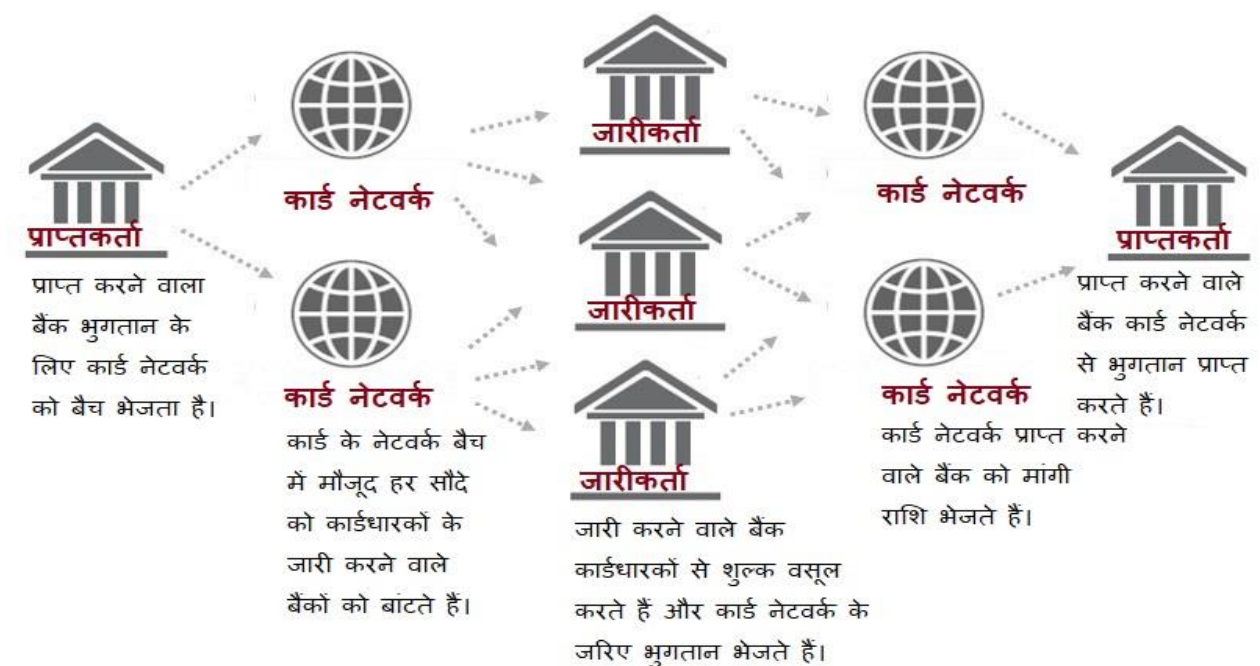 प्राप्तकर्ता
प्राप्त करने वाला
बैंक भुगतान के
लिए कार्ड नेटवर्क
को बैच भेजता है।
कार्ड नेटवर्क
कार्ड नेटवर्क
कार्ड के नेटवर्क बैच
में मौजूद हर सौदे
को कार्डधारकों के
जारी करने वाले
बैंकों को बांटते हैं।
जारीकर्ता
जारीकर्ता
जारीकर्ता
जारी करने वाले बैंक
कार्डधारकों से शुल्क वसूल
करते हैं और कार्ड नेटवर्क के
जरिए भुगतान भेजते हैं।
कार्ड नेटवर्क
कार्ड नेटवर्क
कार्ड नेटवर्क प्राप्त करने
वाले बैंक को मांगी
राशि भेजते हैं।
प्राप्तकर्ता
प्राप्त करने वाले
बैंक कार्ड नेटवर्क
से भुगतान प्राप्त
करते हैं।